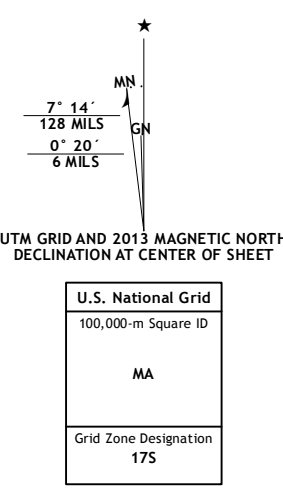 ★
MN
7° 14´
128 MILS
GN
0° 20´
6 MILS
UTM GRID AND 2013 MAGNETIC NORTH
DECLINATION AT CENTER OF SHEET
U.S. National Grid
100,000-m Square ID
MA
Grid Zone Designation
17S